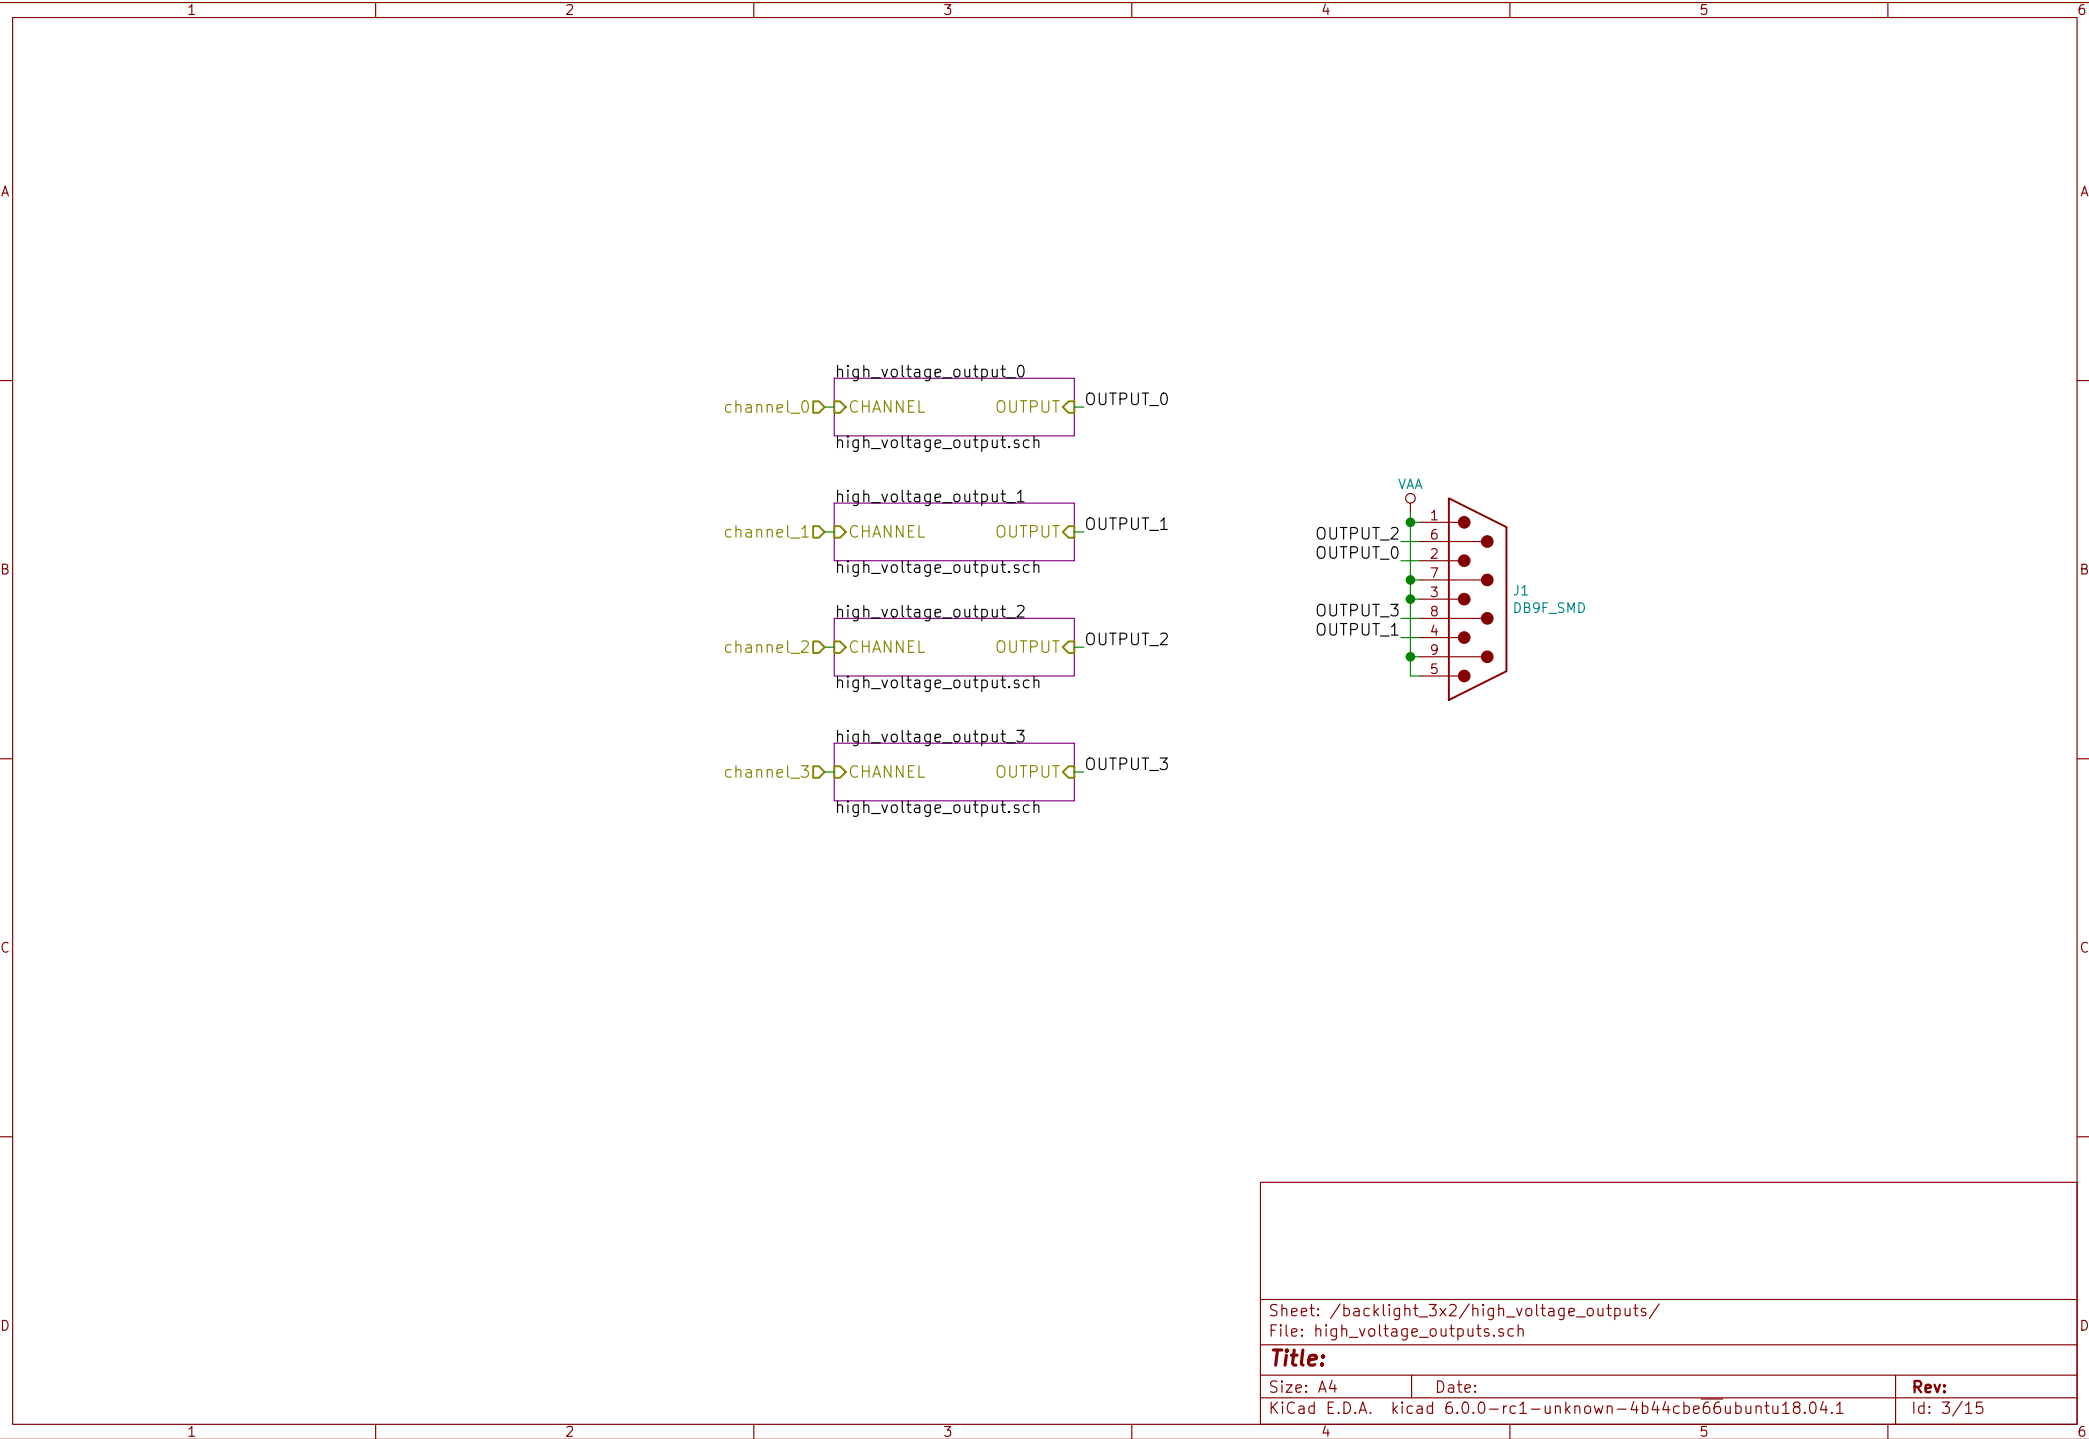 1 2 3 4 5 6
A A
high_voltage_output_0
channel_0 CHANNEL OUTPUT OUTPUT_0
high_voltage_output.sch
high_voltage_output_1
channel_1 CHANNEL OUTPUT OUTPUT_1
high_voltage_output.sch
high_voltage_output_2
channel_2 CHANNEL OUTPUT OUTPUT_2
high_voltage_output.sch
high_voltage_output_3
channel_3 CHANNEL OUTPUT OUTPUT_3
high_voltage_output.sch
VAA
1
OUTPUT_2 6
OUTPUT_0 2
7
3
OUTPUT_3 8
OUTPUT_1 4
9
5
J1
DB9F_SMD
B B
C C
D D
Sheet: /backlight_3x2/high_voltage_outputs/
File: high_voltage_outputs.sch
Title:
Size: A4 Date: Rev:
KiCad E.D.A. kicad 6.0.0-rc1-unknown-4b44cbe66ubuntu18.04.1 Id: 3/15
1 2 3 4 5 6